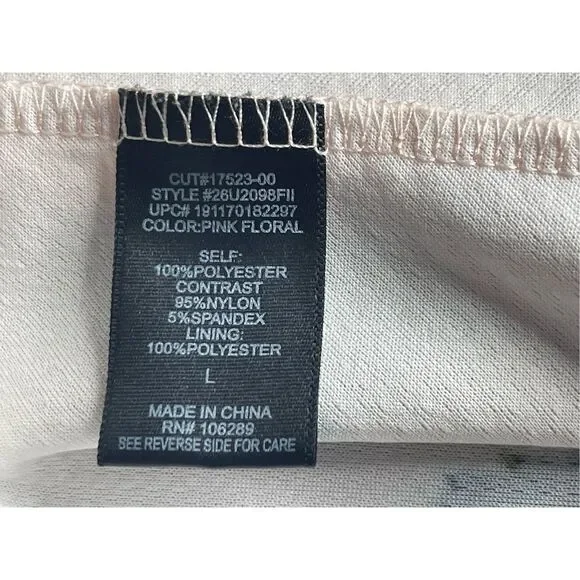 CUT#17523-00
STYLE #26U2098FII
UPC# 191170182297
COLOR:PINK FLORAL
SELF:
100%POLYESTER
CONTRAST
95%NYLON
5%SPANDEX
LINING:
100%POLYESTER
L
MADE IN CHINA
RN# 106289
SEE REVERSE SIDE FOR CARE